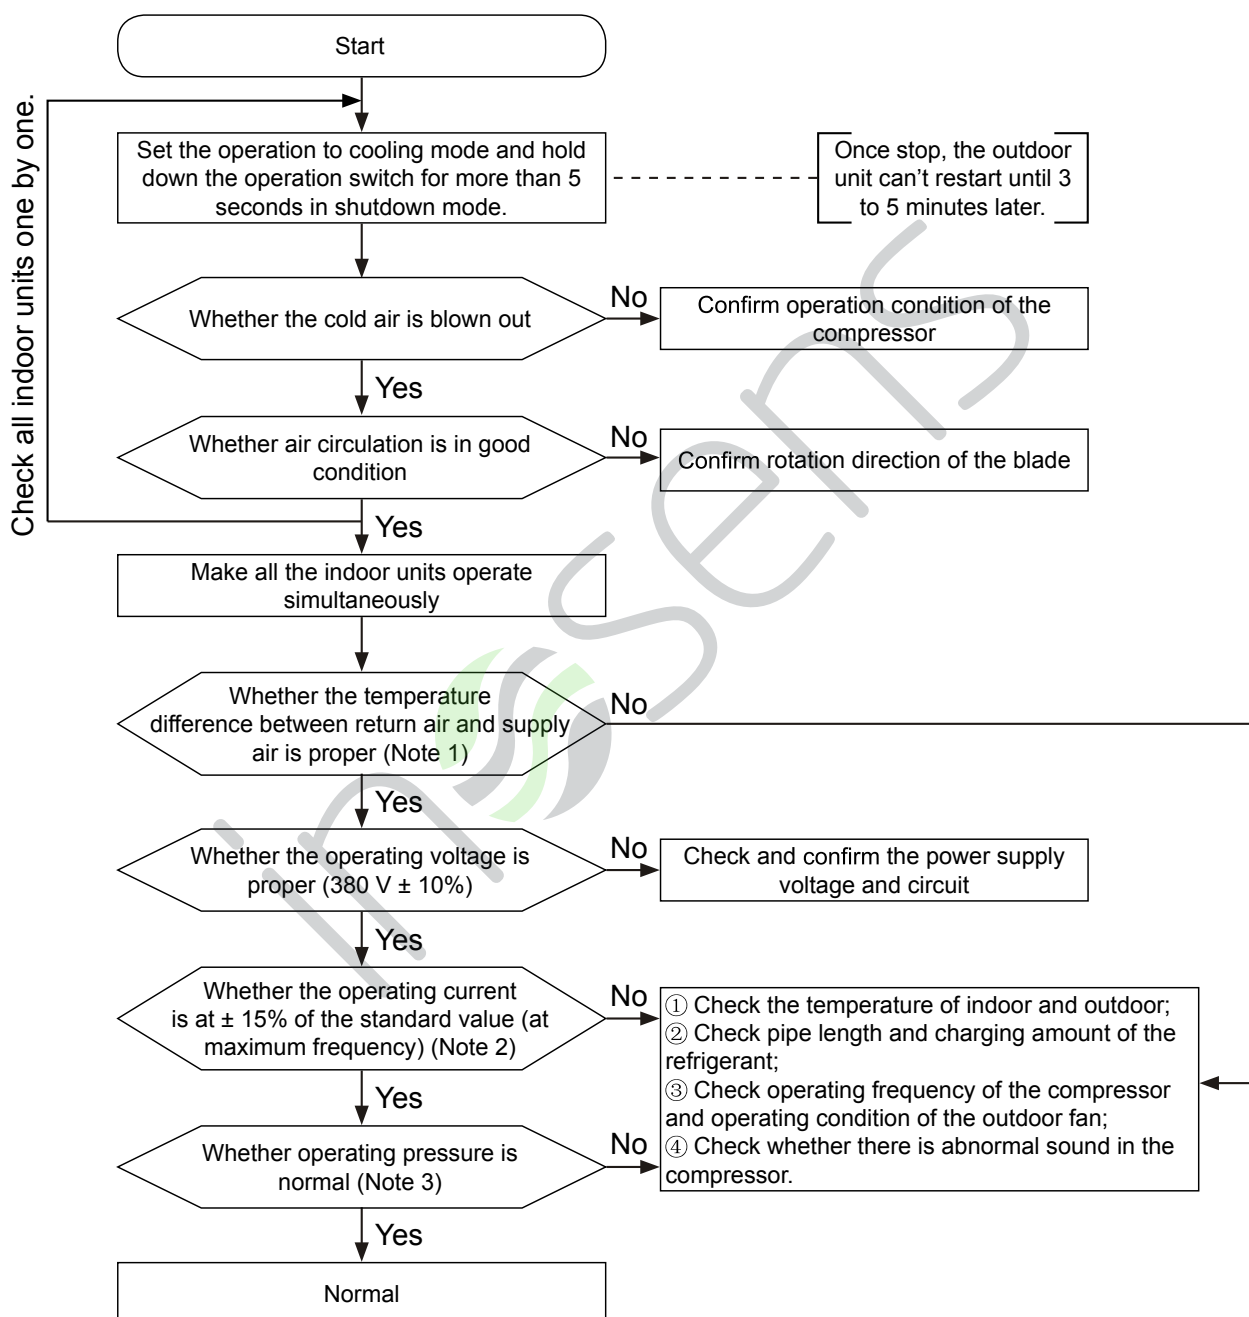 Start
Check all indoor units one by one.
Set the operation to cooling mode and hold
down the operation switch for more than 5
seconds in shutdown mode.
Once stop, the outdoor
unit can’t restart until 3
to 5 minutes later.
Whether the cold air is blown out
No
Confirm operation condition of the
compressor
Yes
Whether air circulation is in good
condition
No
Confirm rotation direction of the blade
Yes
Make all the indoor units operate
simultaneously
Whether the temperature
difference between return air and supply
air is proper (Note 1)
No
Yes
Whether the operating voltage is
proper (380 V ± 10%)
No
Check and confirm the power supply
voltage and circuit
Yes
Whether the operating current
is at ± 15% of the standard value (at
maximum frequency) (Note 2)
No
① Check the temperature of indoor and outdoor;
② Check pipe length and charging amount of the
refrigerant;
③ Check operating frequency of the compressor
and operating condition of the outdoor fan;
④ Check whether there is abnormal sound in the
compressor.
Yes
Whether operating pressure is
normal (Note 3)
No
Yes
Normal
inosens